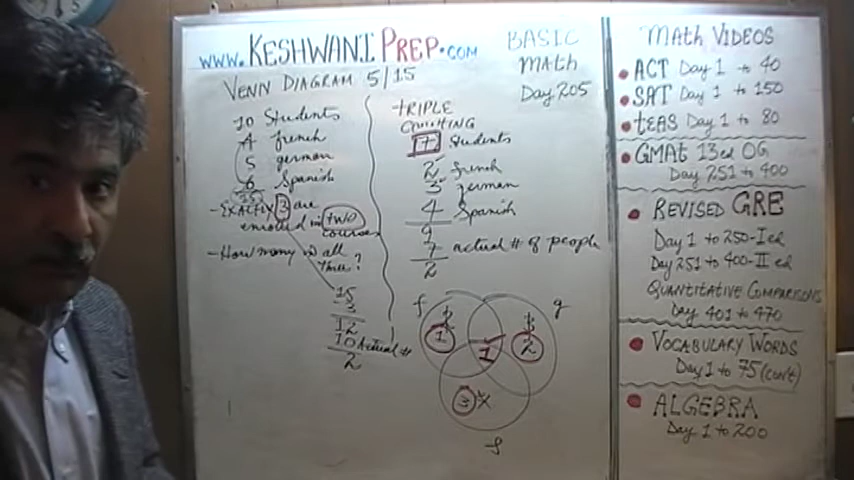 www.KESHWANIPREP.com
VENN DIAGRAM 5/15
BASIC
Math
Day 205
10 Students
4 french
5 german
6 Spanish
15
- EXACTLY 3 are
enrolled in two
courses
- How many in all
three?
15
- 3
12
10 Actual #
2
TRIPLE
COUNTING
7 Students
2 french
3 german
4 Spanish
9
7 actual # of people
2
f
g
1
2
1
3
S
Math VIDEOS
ACT Day 1 to 40
SAT Day 1 to 150
tEAS Day 1 to 80
GMAt 13ed OG
Day 251 to 400
REVISED GRE
Day 1 to 250-I ed
Day 251 to 400-II ed
QUANTITATIVE COMPARISONS
Day 401 to 470
VOCABULARY WORDS
Day 1 to 75 (con't)
ALGEBRA
Day 1 to 200